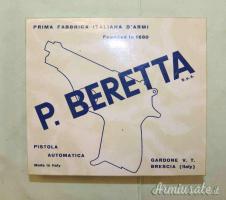 PRIMA FABBRICA ITALIANA D'ARMI
Founded in 1680
P. BERETTA
S.p.A.
PISTOLA
AUTOMATICA
Made in Italy
GARDONE V. T.
BRESCIA (Italy)
Armiusate.it